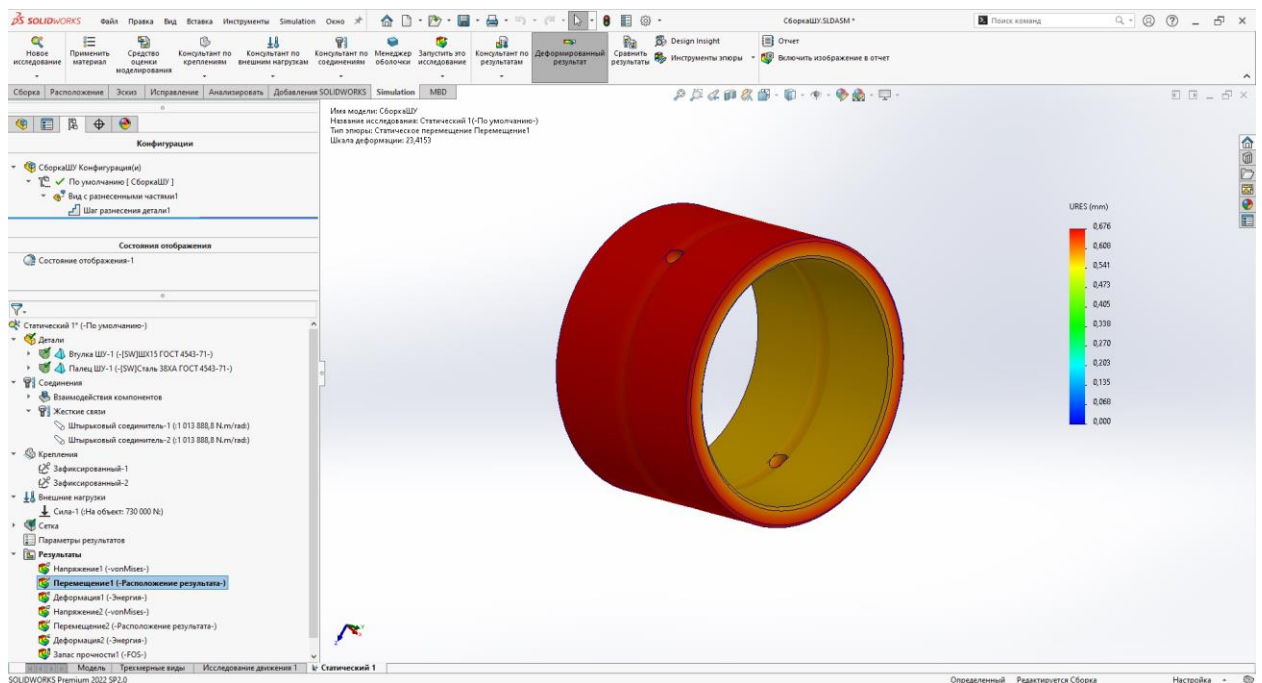 SOLIDWORKS Файл Правка Вид Вставка Инструменты Simulation Окно СборкаШУ.SLDASM * Поиск команд
Новое исследование
Применить материал
Средство оценки моделирования
Консультант по креплениям
Консультант по внешним нагрузкам
Консультант по соединениям
Менеджер оболочки
Запустить это исследование
Консультант по результатам
Деформированный результат
Сравнить результаты
Design Insight
Инструменты эпюры
Отчет
Включить изображение в отчет
Сборка Расположение Эскиз Исправление Анализировать Добавления SOLIDWORKS Simulation MBD
Конфигурации
СборкаШУ Конфигурация(и)
По умолчанию [ СборкаШУ ]
Вид с разнесенными частями1
Шаг разнесения детали1
Состояния отображения
Состояние отображения-1
Статический 1* (-По умолчанию-)
Детали
Втулка ШУ-1 (-[SW]ШХ15 ГОСТ 4543-71-)
Палец ШУ-1 (-[SW]Сталь 38ХА ГОСТ 4543-71-)
Соединения
Взаимодействия компонентов
Жесткие связи
Штырьковый соединитель-1 (:1 013 888,8 N.m/rad:)
Штырьковый соединитель-2 (:1 013 888,8 N.m/rad:)
Крепления
Зафиксированный-1
Зафиксированный-2
Внешние нагрузки
Сила-1 (:На объект: 730 000 N:)
Сетка
Параметры результатов
Результаты
Напряжение1 (-vonMises-)
Перемещение1 (-Расположение результата-)
Деформация1 (-Энергия-)
Напряжение2 (-vonMises-)
Перемещение2 (-Расположение результата-)
Деформация2 (-Энергия-)
Запас прочности1 (-FOS-)
Имя модели: СборкаШУ
Название исследования: Статический 1(-По умолчанию-)
Тип эпюры: Статическое перемещение Перемещение1
Шкала деформации: 23,4153
URES (mm)
0,676
0,608
0,541
0,473
0,405
0,338
0,270
0,203
0,135
0,068
0,000
Модель Трехмерные виды Исследование движения 1 Статический 1
SOLIDWORKS Premium 2022 SP2.0 Определенный Редактируется Сборка Настройка